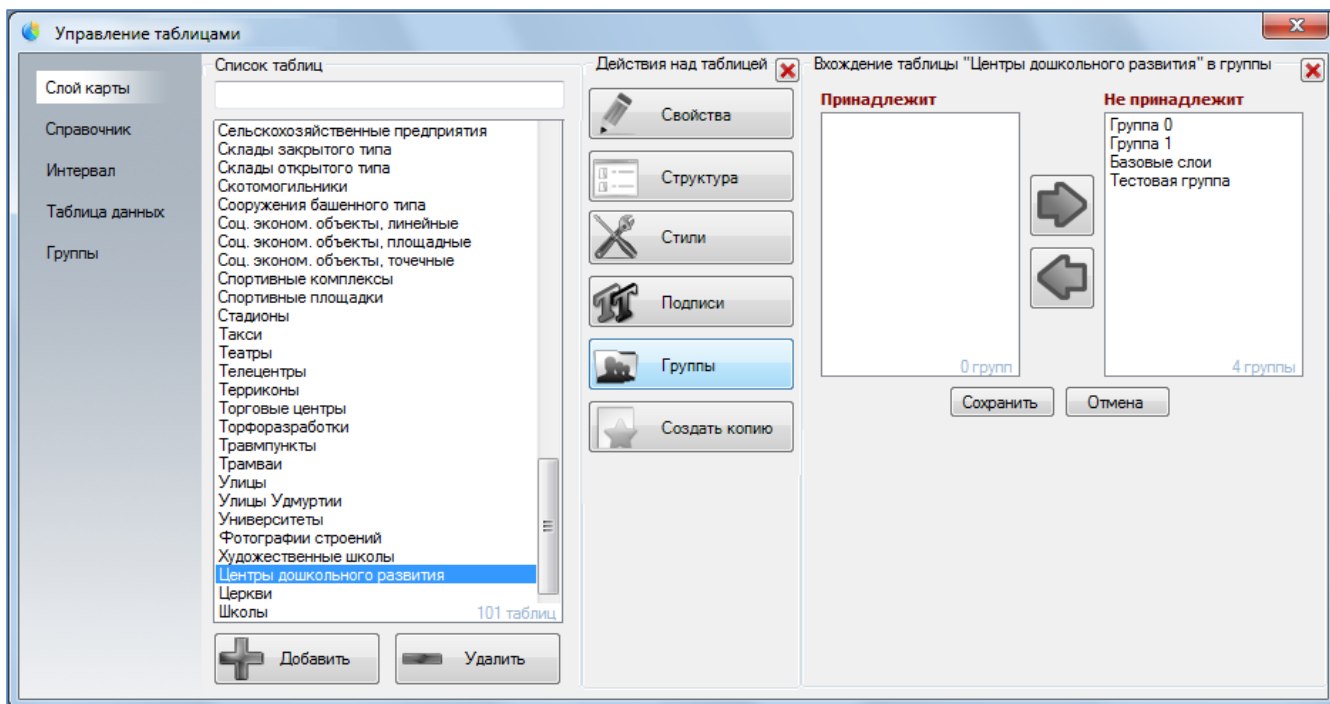 Управление таблицами
Слой карты
Справочник
Интервал
Таблица данных
Группы
Список таблиц
Сельскохозяйственные предприятия
Склады закрытого типа
Склады открытого типа
Скотомогильники
Сооружения башенного типа
Соц. эконом. объекты, линейные
Соц. эконом. объекты, площадные
Соц. эконом. объекты, точечные
Спортивные комплексы
Спортивные площадки
Стадионы
Такси
Театры
Телецентры
Терриконы
Торговые центры
Торфоразработки
Травмпункты
Трамваи
Улицы
Улицы Удмуртии
Университеты
Фотографии строений
Художественные школы
Центры дошкольного развития
Церкви
Школы
101 таблиц
Добавить
Удалить
Действия над таблицей
Свойства
Структура
Стили
Подписи
Группы
Создать копию
Вхождение таблицы "Центры дошкольного развития" в группы
Принадлежит
0 групп
Не принадлежит
Группа 0
Группа 1
Базовые слои
Тестовая группа
4 группы
Сохранить
Отмена